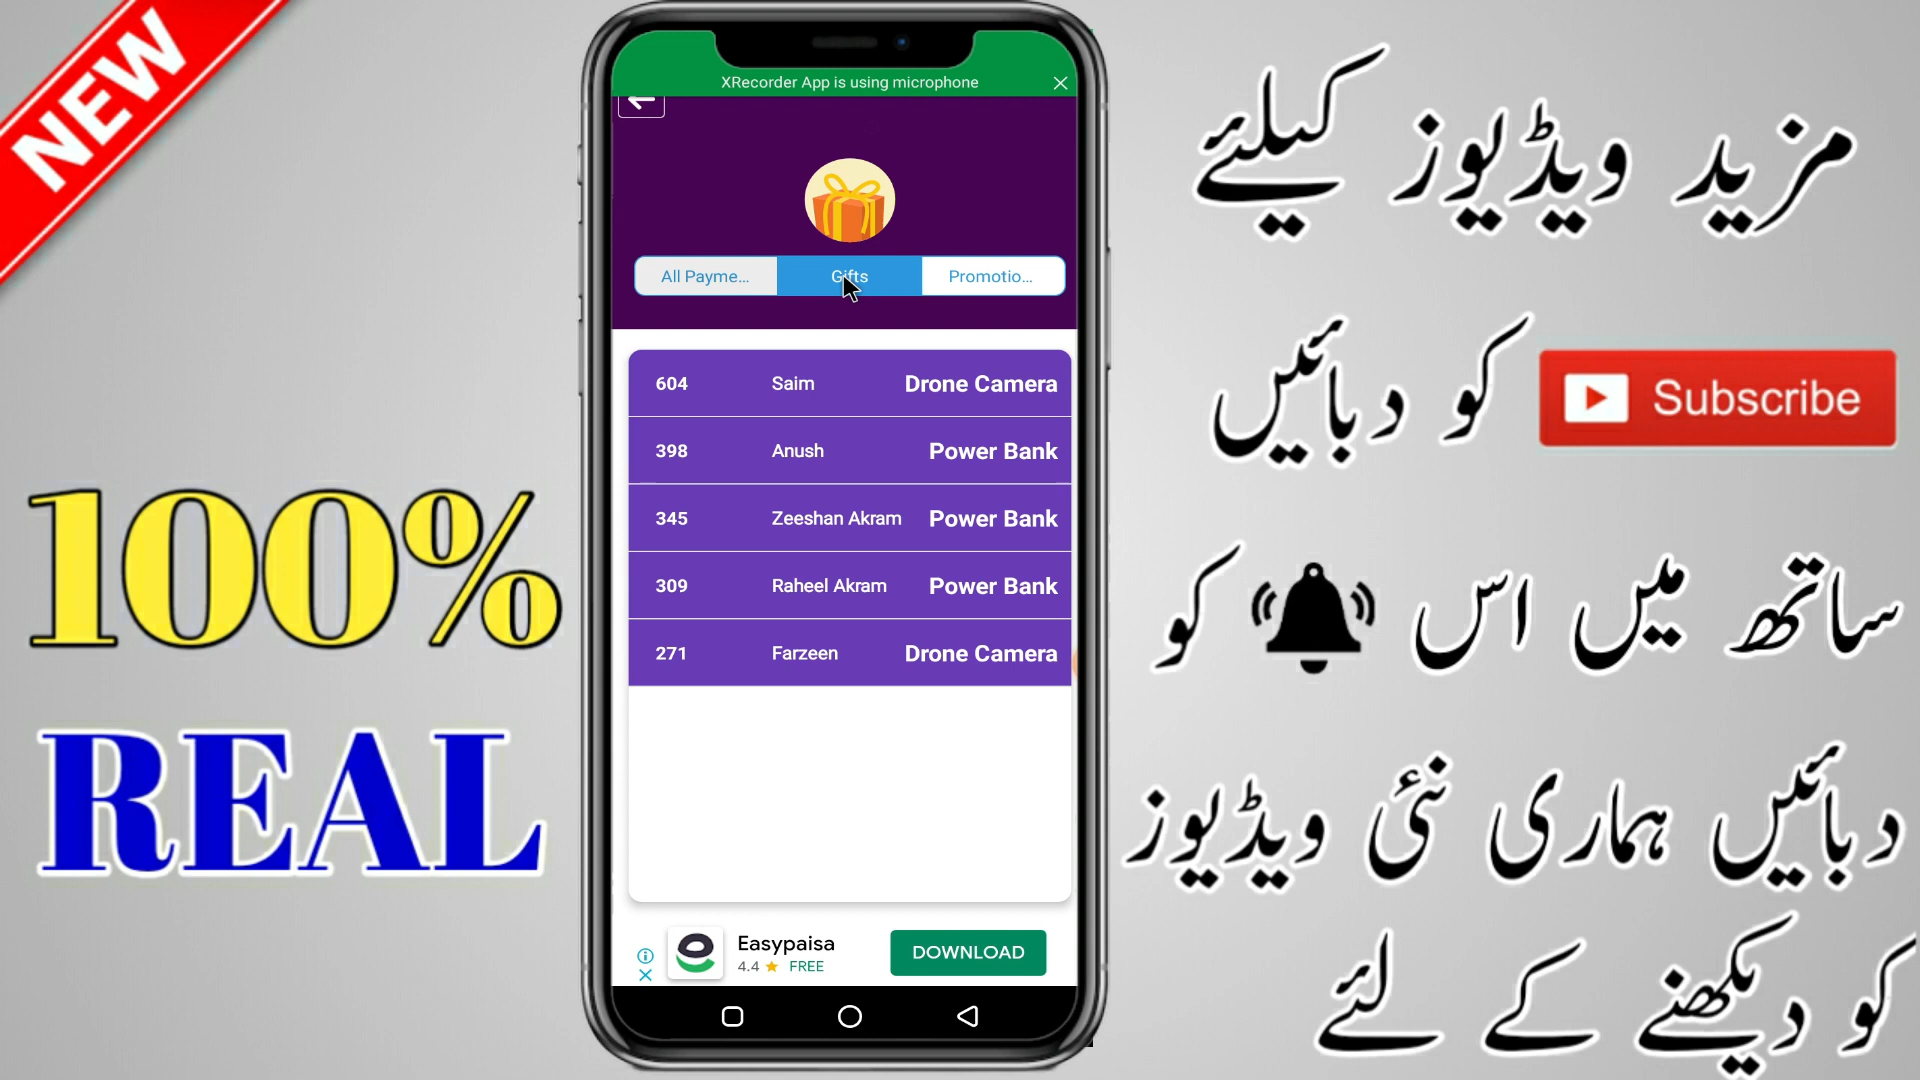 NEW
100%
REAL
XRecorder App is using microphone
All Payme...
Gifts
Promotio...
604 Saim Drone Camera
398 Anush Power Bank
345 Zeeshan Akram Power Bank
309 Raheel Akram Power Bank
271 Farzeen Drone Camera
Easypaisa
4.4 ★ FREE
DOWNLOAD
مزید ویڈیوز کیلئے
Subscribe کو دبائیں
ساتھ میں اس کو
دبائیں ہماری نئی ویڈیوز
کو دیکھنے کے لئے